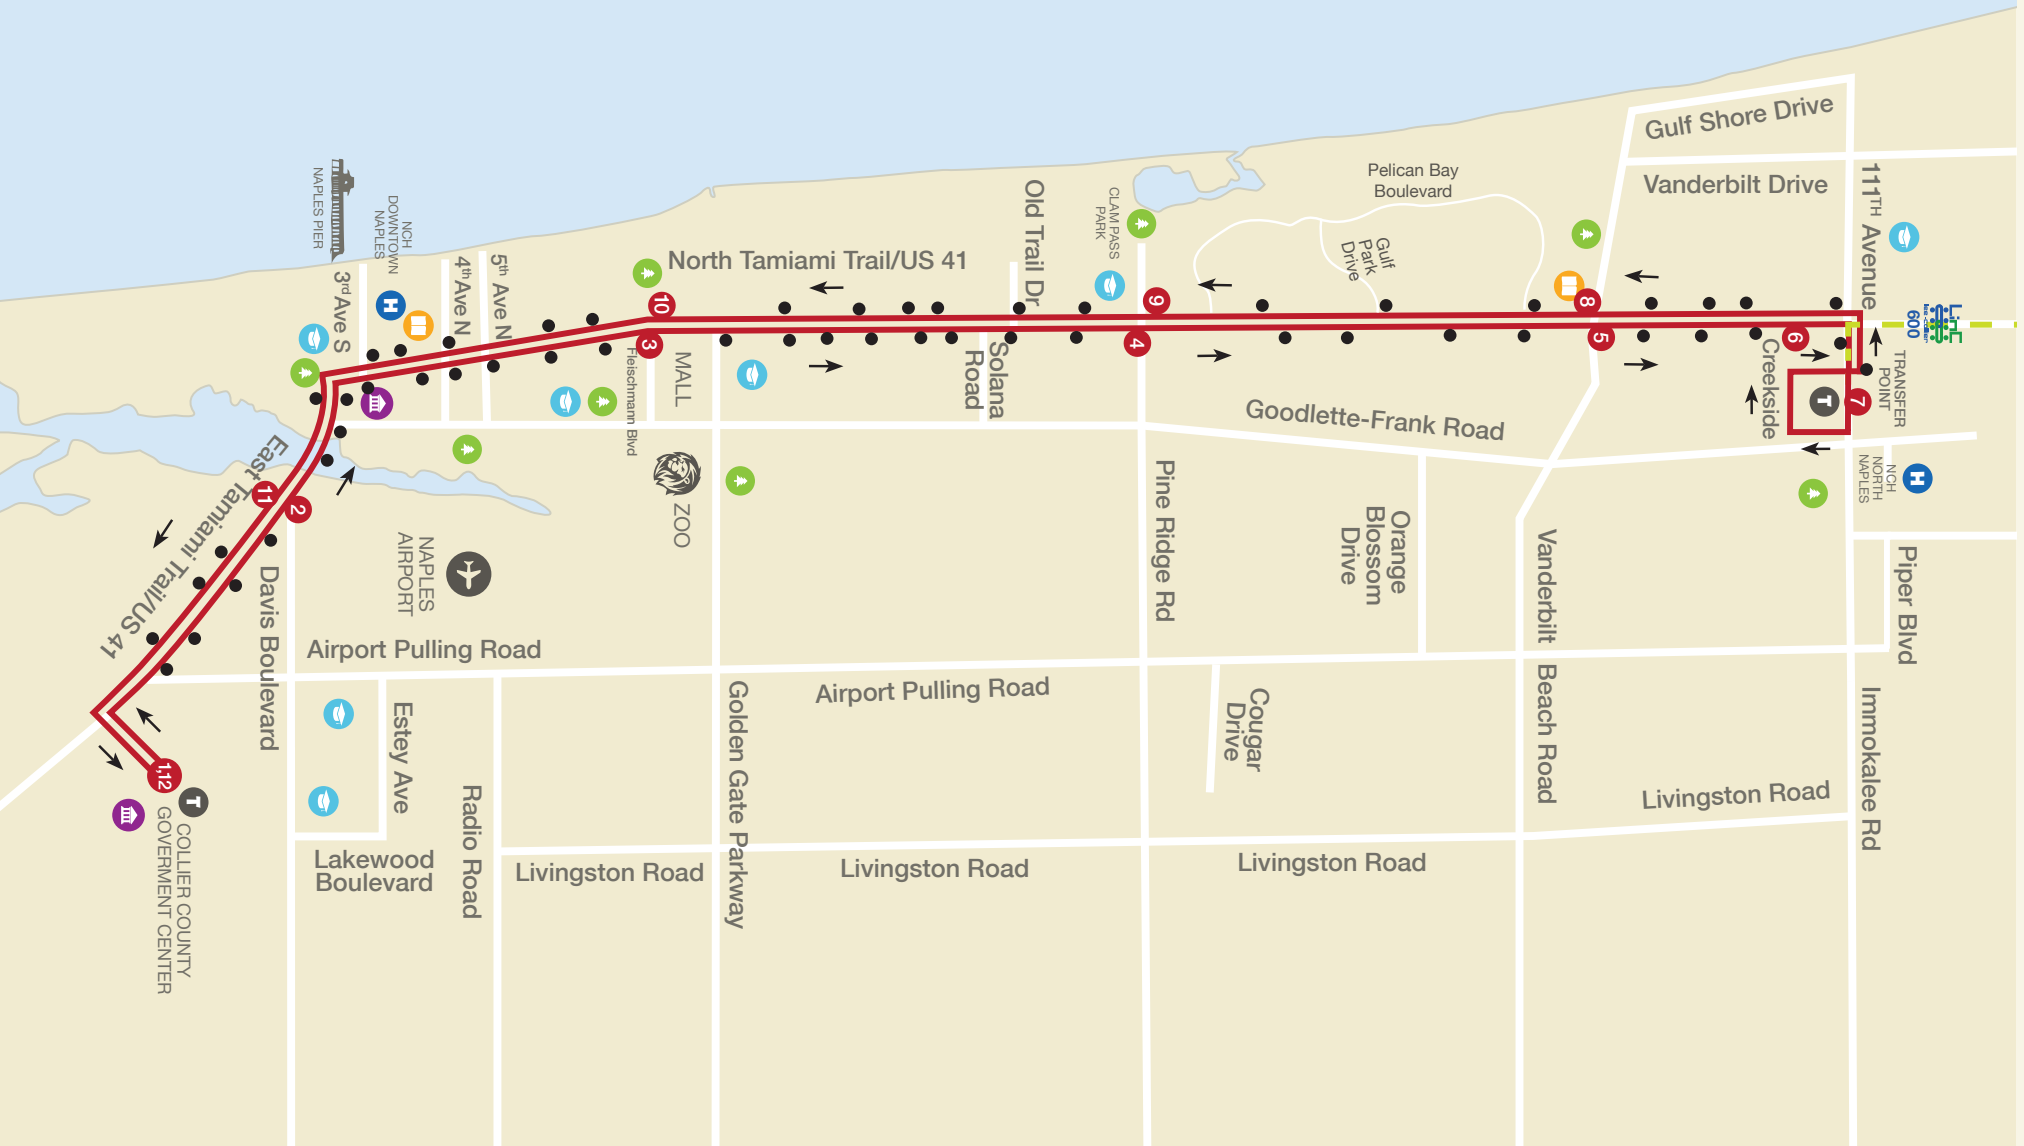 Gulf Shore Drive
Vanderbilt Drive
111TH Avenue
Pelican Bay
Boulevard
Gulf
Park
Drive
Old Trail Dr
CLAM PASS
PARK
NAPLES PIER
NCH
DOWNTOWN
NAPLES
H
3rd Ave S
4th Ave N
5th Ave N
North Tamiami Trail/US 41
10
9
8
LinC
600
3
4
5
6
7
T
TRANSFER
POINT
Creekside
Fleischmann Blvd
MALL
Solana
Road
Goodlette-Frank Road
NCH
NORTH
NAPLES
H
ZOO
East Tamiami Trail/US 41
11
2
NAPLES
AIRPORT
Pine Ridge Rd
Orange
Blossom
Drive
Vanderbilt Beach Road
Piper Blvd
Davis Boulevard
Airport Pulling Road
Airport Pulling Road
Estey Ave
Radio Road
Golden Gate Parkway
Cougar
Drive
Immokalee Rd
1,12
T
COLLIER COUNTY
GOVERMENT CENTER
Lakewood
Boulevard
Livingston Road
Livingston Road
Livingston Road
Livingston Road